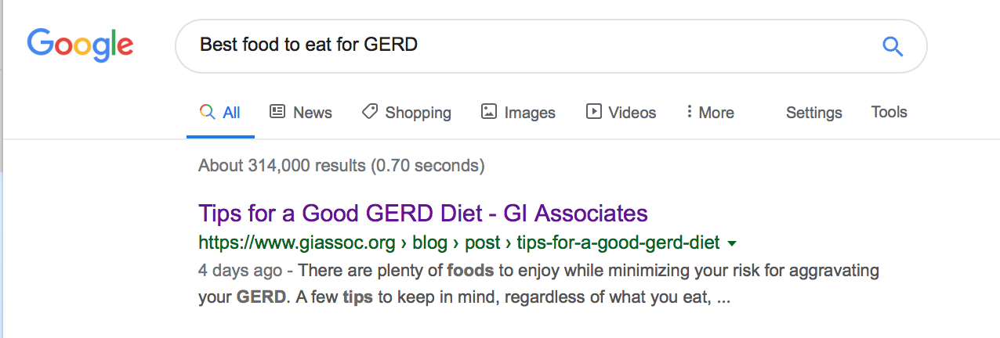 Google
Best food to eat for GERD
All News Shopping Images Videos More Settings Tools
About 314,000 results (0.70 seconds)
Tips for a Good GERD Diet - GI Associates
https://www.giassoc.org › blog › post › tips-for-a-good-gerd-diet
4 days ago - There are plenty of foods to enjoy while minimizing your risk for aggravating
your GERD. A few tips to keep in mind, regardless of what you eat, ...